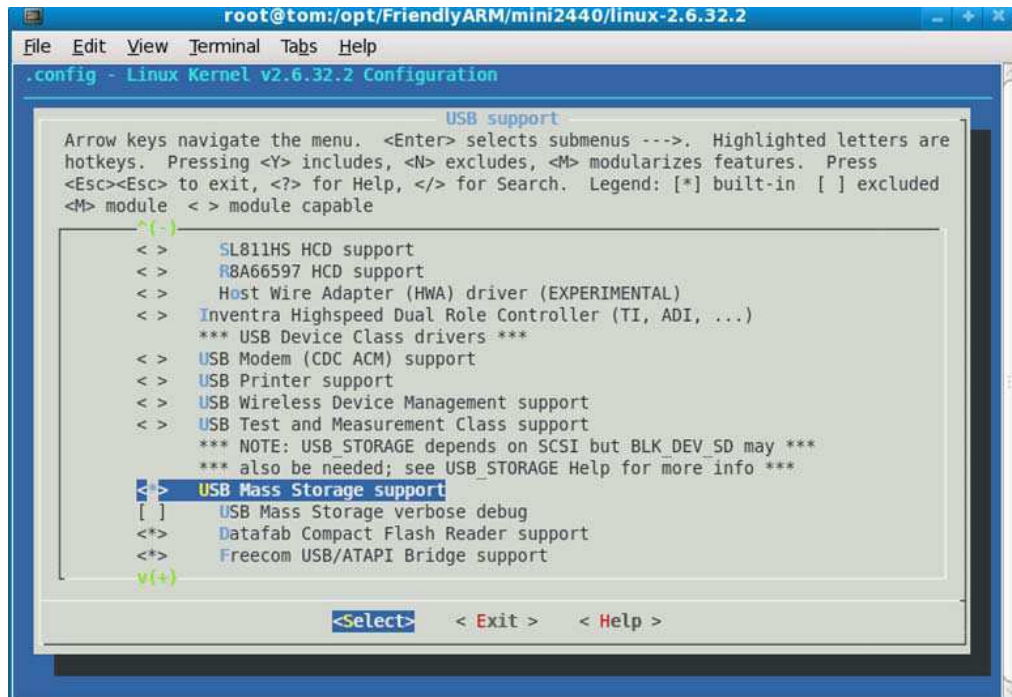 root@tom:/opt/FriendlyARM/mini2440/linux-2.6.32.2
File Edit View Terminal Tabs Help
.config - Linux Kernel v2.6.32.2 Configuration
USB support
Arrow keys navigate the menu. <Enter> selects submenus --->. Highlighted letters are
hotkeys. Pressing <Y> includes, <N> excludes, <M> modularizes features. Press
<Esc><Esc> to exit, <?> for Help, </> for Search. Legend: [*] built-in [ ] excluded
<M> module < > module capable
^(-)
< > SL811HS HCD support
< > R8A66597 HCD support
< > Host Wire Adapter (HWA) driver (EXPERIMENTAL)
< > Inventra Highspeed Dual Role Controller (TI, ADI, ...)
*** USB Device Class drivers ***
< > USB Modem (CDC ACM) support
< > USB Printer support
< > USB Wireless Device Management support
< > USB Test and Measurement Class support
*** NOTE: USB_STORAGE depends on SCSI but BLK_DEV_SD may ***
*** also be needed; see USB_STORAGE Help for more info ***
<*> USB Mass Storage support
[ ] USB Mass Storage verbose debug
<*> Datafab Compact Flash Reader support
<*> Freecom USB/ATAPI Bridge support
v(+)
<Select> < Exit > < Help >